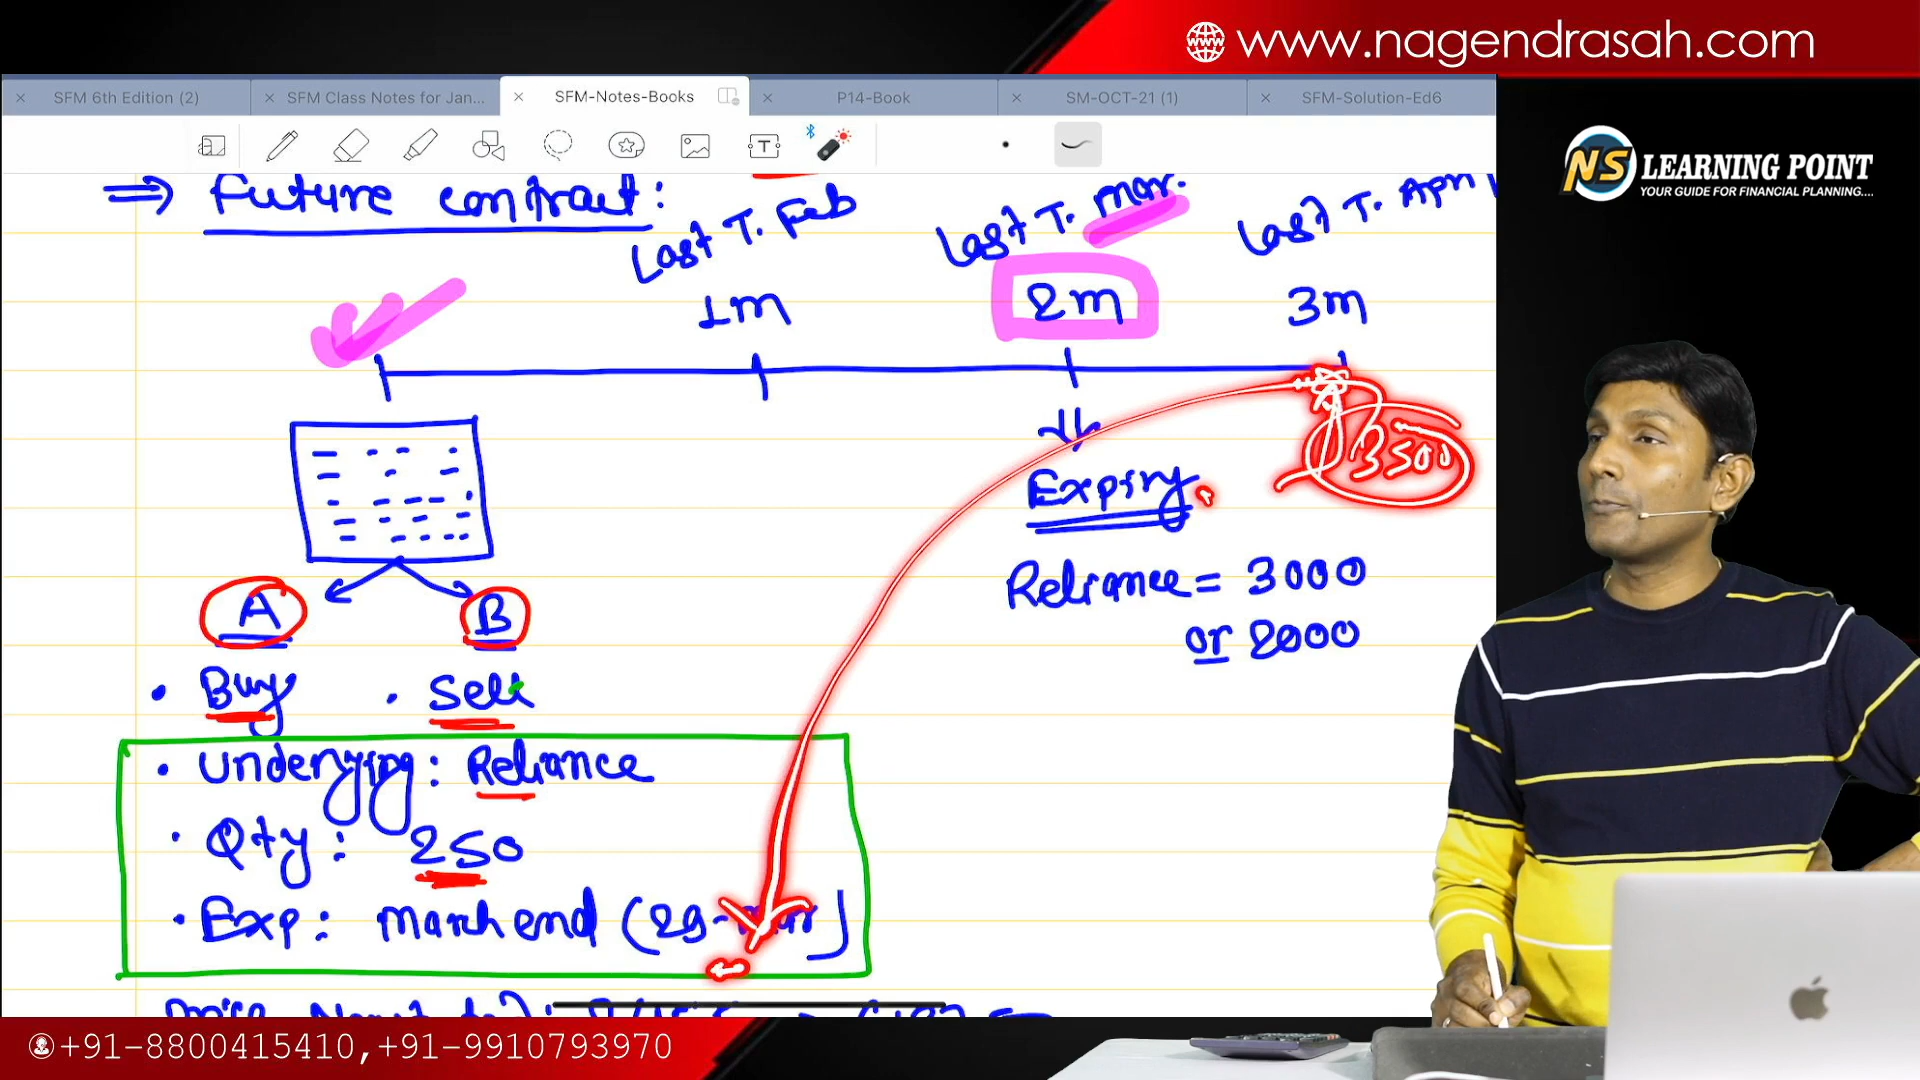 www.nagendrasah.com
SFM 6th Edition (2)
SFM Class Notes for Jan...
SFM-Notes-Books
P14-Book
SM-OCT-21 (1)
SFM-Solution-Ed6
T
NS LEARNING POINT
YOUR GUIDE FOR FINANCIAL PLANNING....
⇒ Future contract:
Last T. Feb
Last T. Mar.
Last T. April
1m
2m
3m
3500
Expiry
Reliance = 3000
or 2000
A
B
• Buy
• Sell
• Underlying: Reliance
• Qty: 250
• Exp: March end (29-Mar)
+91-8800415410,+91-9910793970